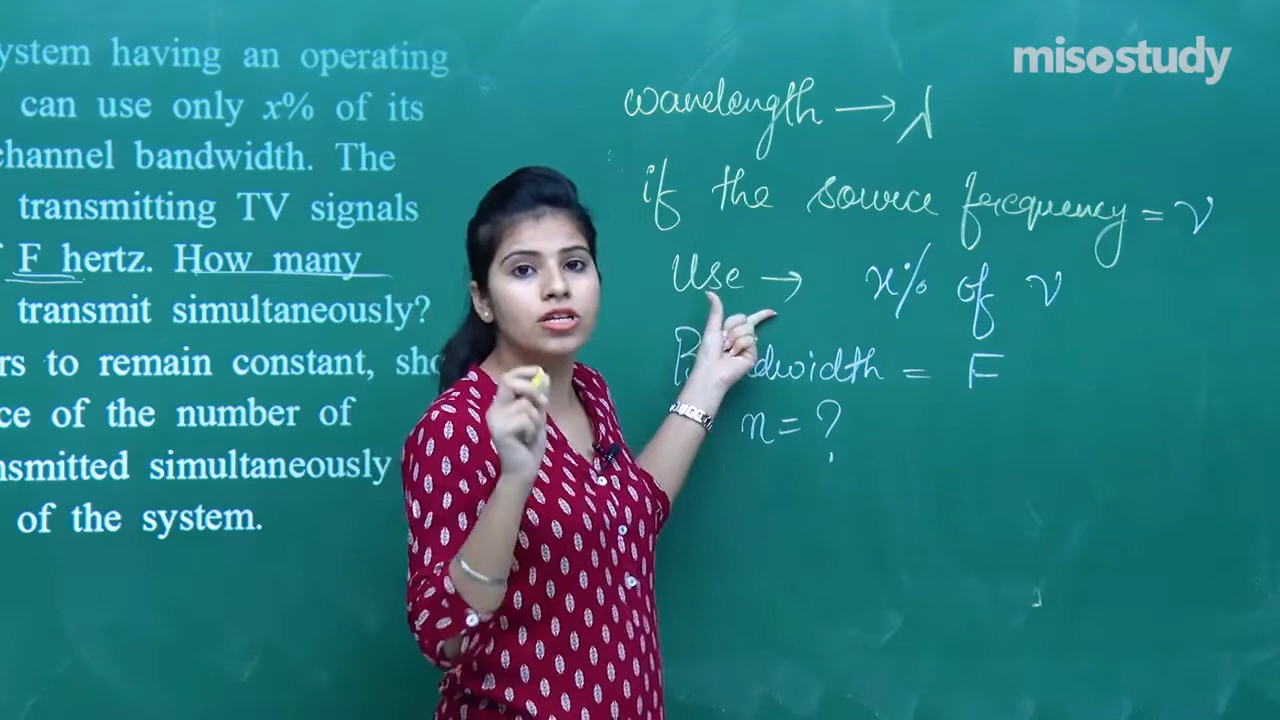 misostudy
ystem having an operating
can use only x% of its
channel bandwidth. The
transmitting TV signals
F hertz. How many
transmit simultaneously?
rs to remain constant, sho
ce of the number of
nsmitted simultaneously
of the system.
wavelength → λ
if the source frequency = ν
Use → x% of ν
Bandwidth = F
n = ?